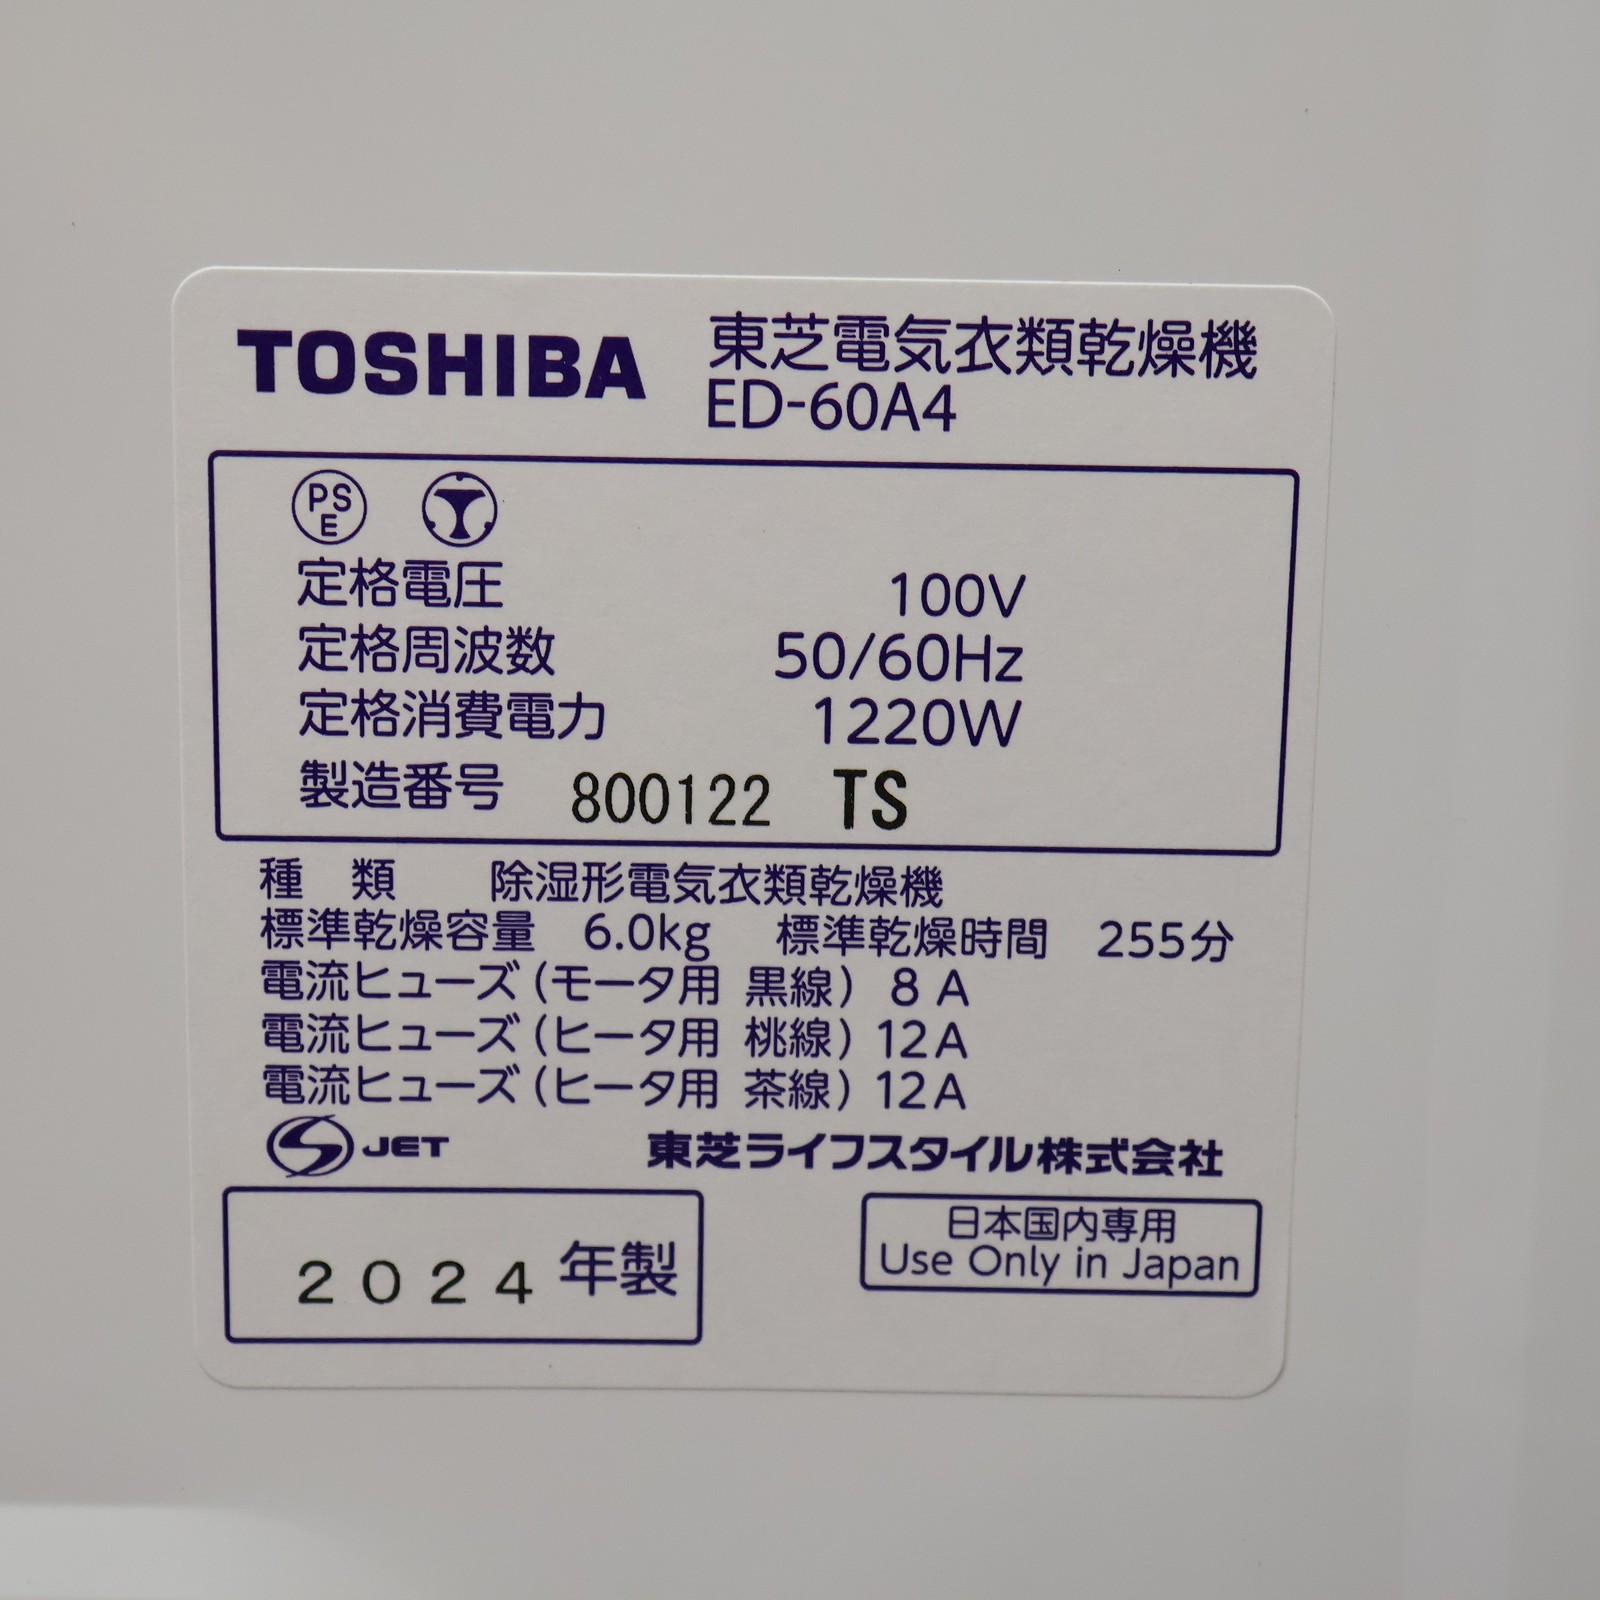 TOSHIBA 東芝電気衣類乾燥機
ED-60A4
PS
E
定格電圧 100V
定格周波数 50/60Hz
定格消費電力 1220W
製造番号 800122 TS
種 類 除湿形電気衣類乾燥機
標準乾燥容量 6.0kg 標準乾燥時間 255分
電流ヒューズ(モータ用 黒線) 8 A
電流ヒューズ(ヒータ用 桃線) 12A
電流ヒューズ(ヒータ用 茶線) 12A
JET 東芝ライフスタイル株式会社
2024 年製
日本国内専用
Use Only in Japan